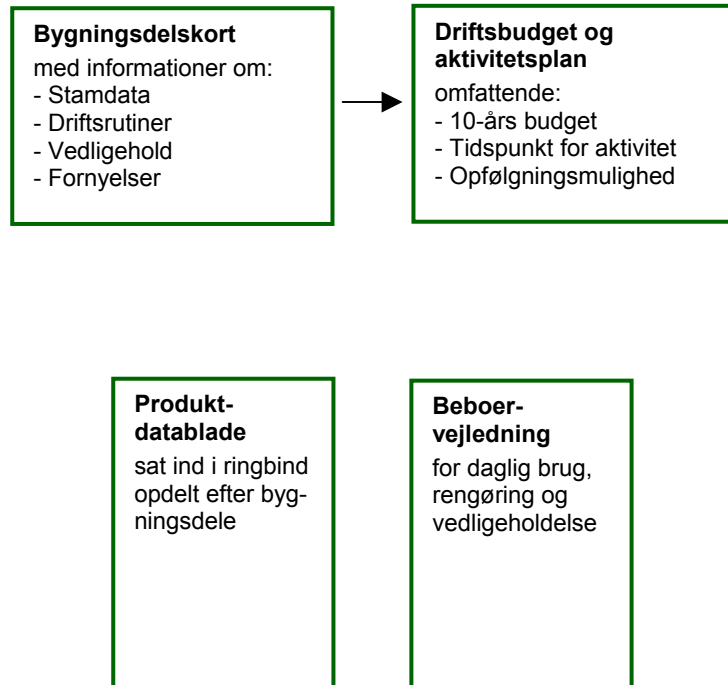 Bygningsdelskort
med informationer om:
- Stamdata
- Driftsrutiner
- Vedligehold
- Fornyelser
Driftsbudget og
aktivitetsplan
omfattende:
- 10-års budget
- Tidspunkt for aktivitet
- Opfølgningsmulighed
Produkt-
datablade
sat ind i ringbind
opdelt efter byg-
ningsdele
Beboer-
vejledning
for daglig brug,
rengøring og
vedligeholdelse